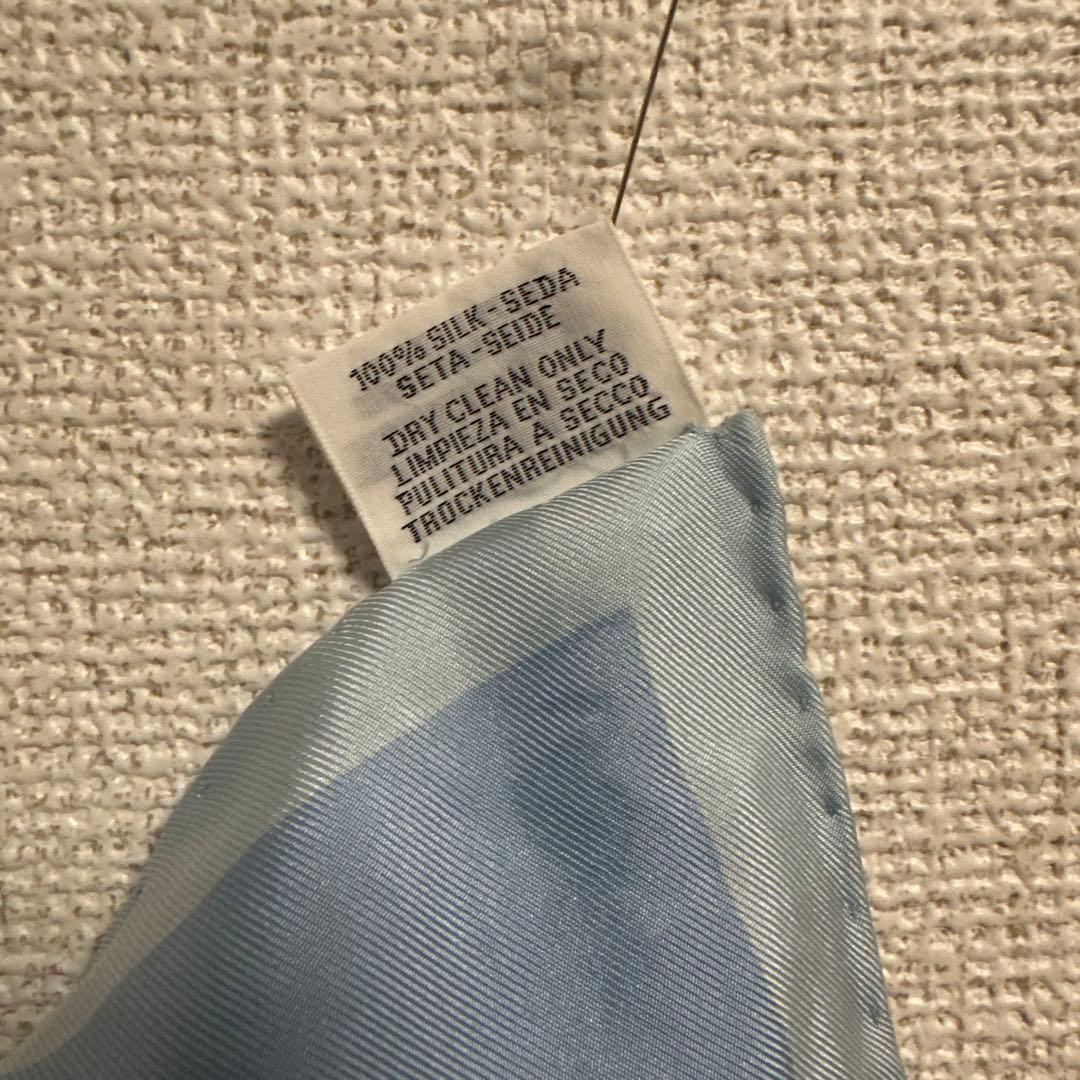 100% SILK - SEDA
SETA - SEIDE
DRY CLEAN ONLY
LIMPIEZA EN SECO
PULITURA A SECCO
TROCKENREINIGUNG